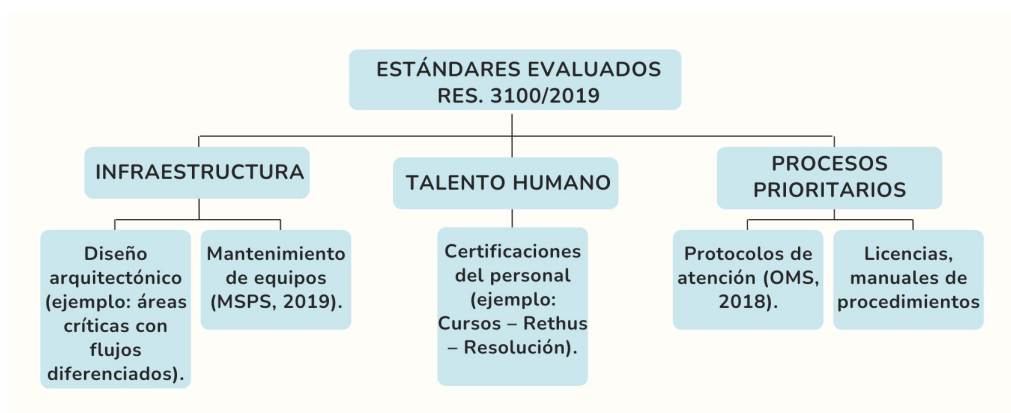 ESTÁNDARES EVALUADOS
RES. 3100/2019
INFRAESTRUCTURA
TALENTO HUMANO
PROCESOS
PRIORITARIOS
Diseño
arquitectónico
(ejemplo: áreas
críticas con
flujos
diferenciados).
Mantenimiento
de equipos
(MSPS, 2019).
Certificaciones
del personal
(ejemplo:
Cursos – Rethus
– Resolución).
Protocolos de
atención (OMS,
2018).
Licencias,
manuales de
procedimientos